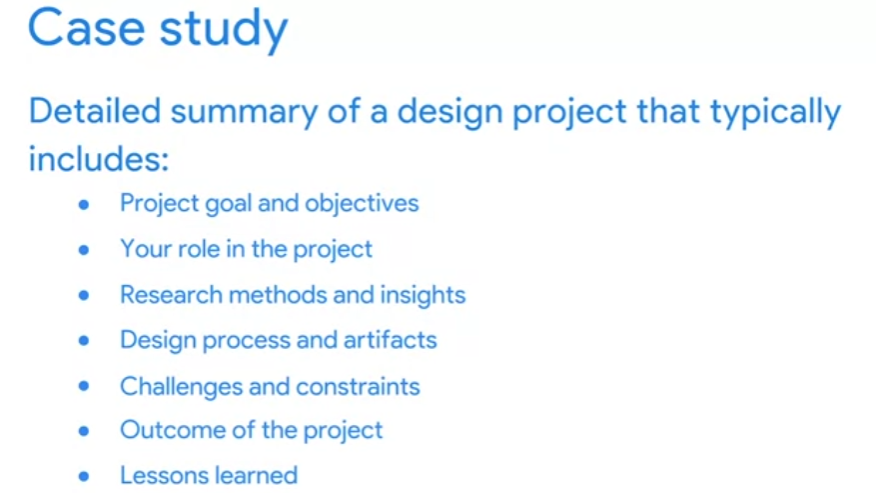 Case study
Detailed summary of a design project that typically
includes:
● Project goal and objectives
● Your role in the project
● Research methods and insights
● Design process and artifacts
● Challenges and constraints
● Outcome of the project
● Lessons learned